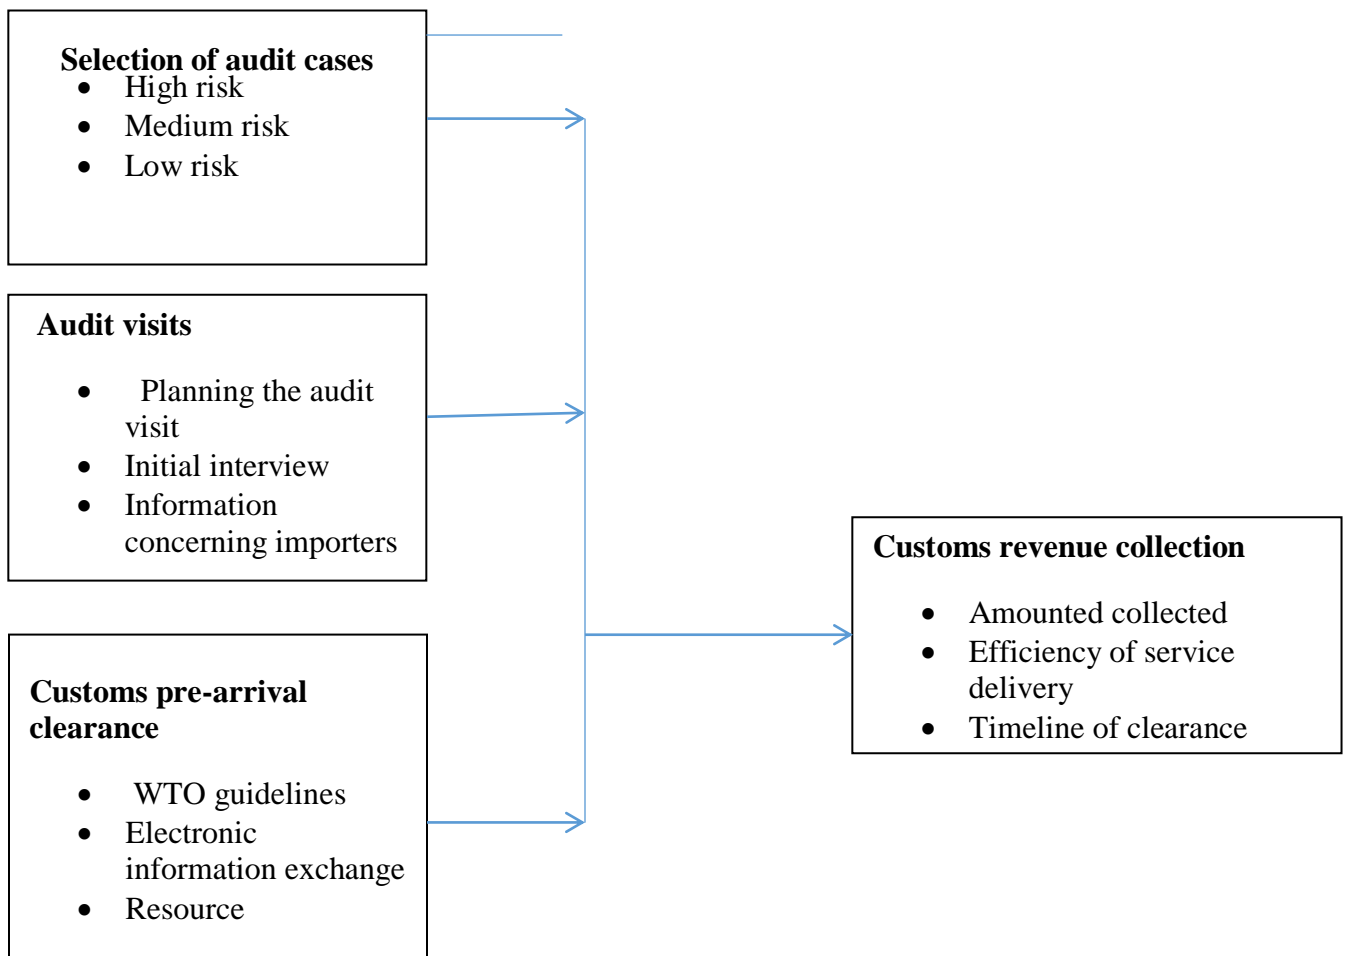 Selection of audit cases
• High risk
• Medium risk
• Low risk
Audit visits
• Planning the audit
visit
• Initial interview
• Information
concerning importers
Customs pre-arrival
clearance
• WTO guidelines
• Electronic
information exchange
• Resource
Customs revenue collection
• Amounted collected
• Efficiency of service
delivery
• Timeline of clearance